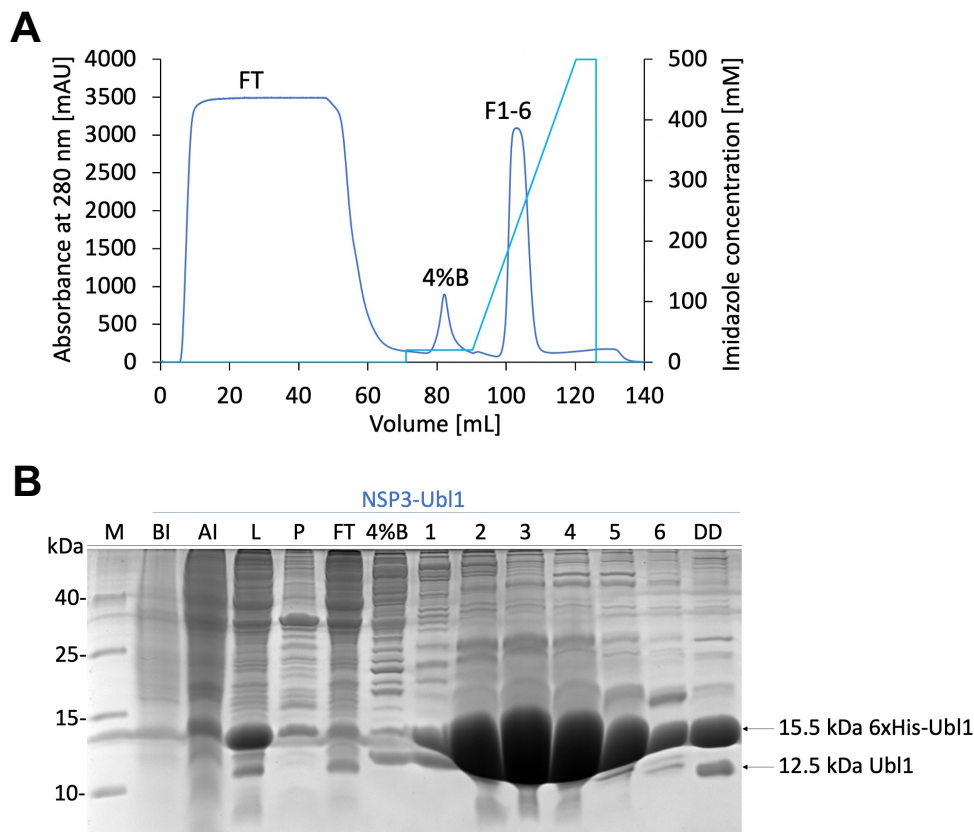 A
4000
3500
3000
2500
2000
1500
1000
500
0
Absorbance at 280 nm [mAU]
FT
4%B
F1-6
500
400
300
200
100
0
Imidazole concentration [mM]
0 20 40 60 80 100 120 140
Volume [mL]
B
NSP3-Ubl1
M BI AI L P FT 4%B 1 2 3 4 5 6 DD
kDa
40-
25-
15-
10-
15.5 kDa 6xHis-Ubl1
12.5 kDa Ubl1